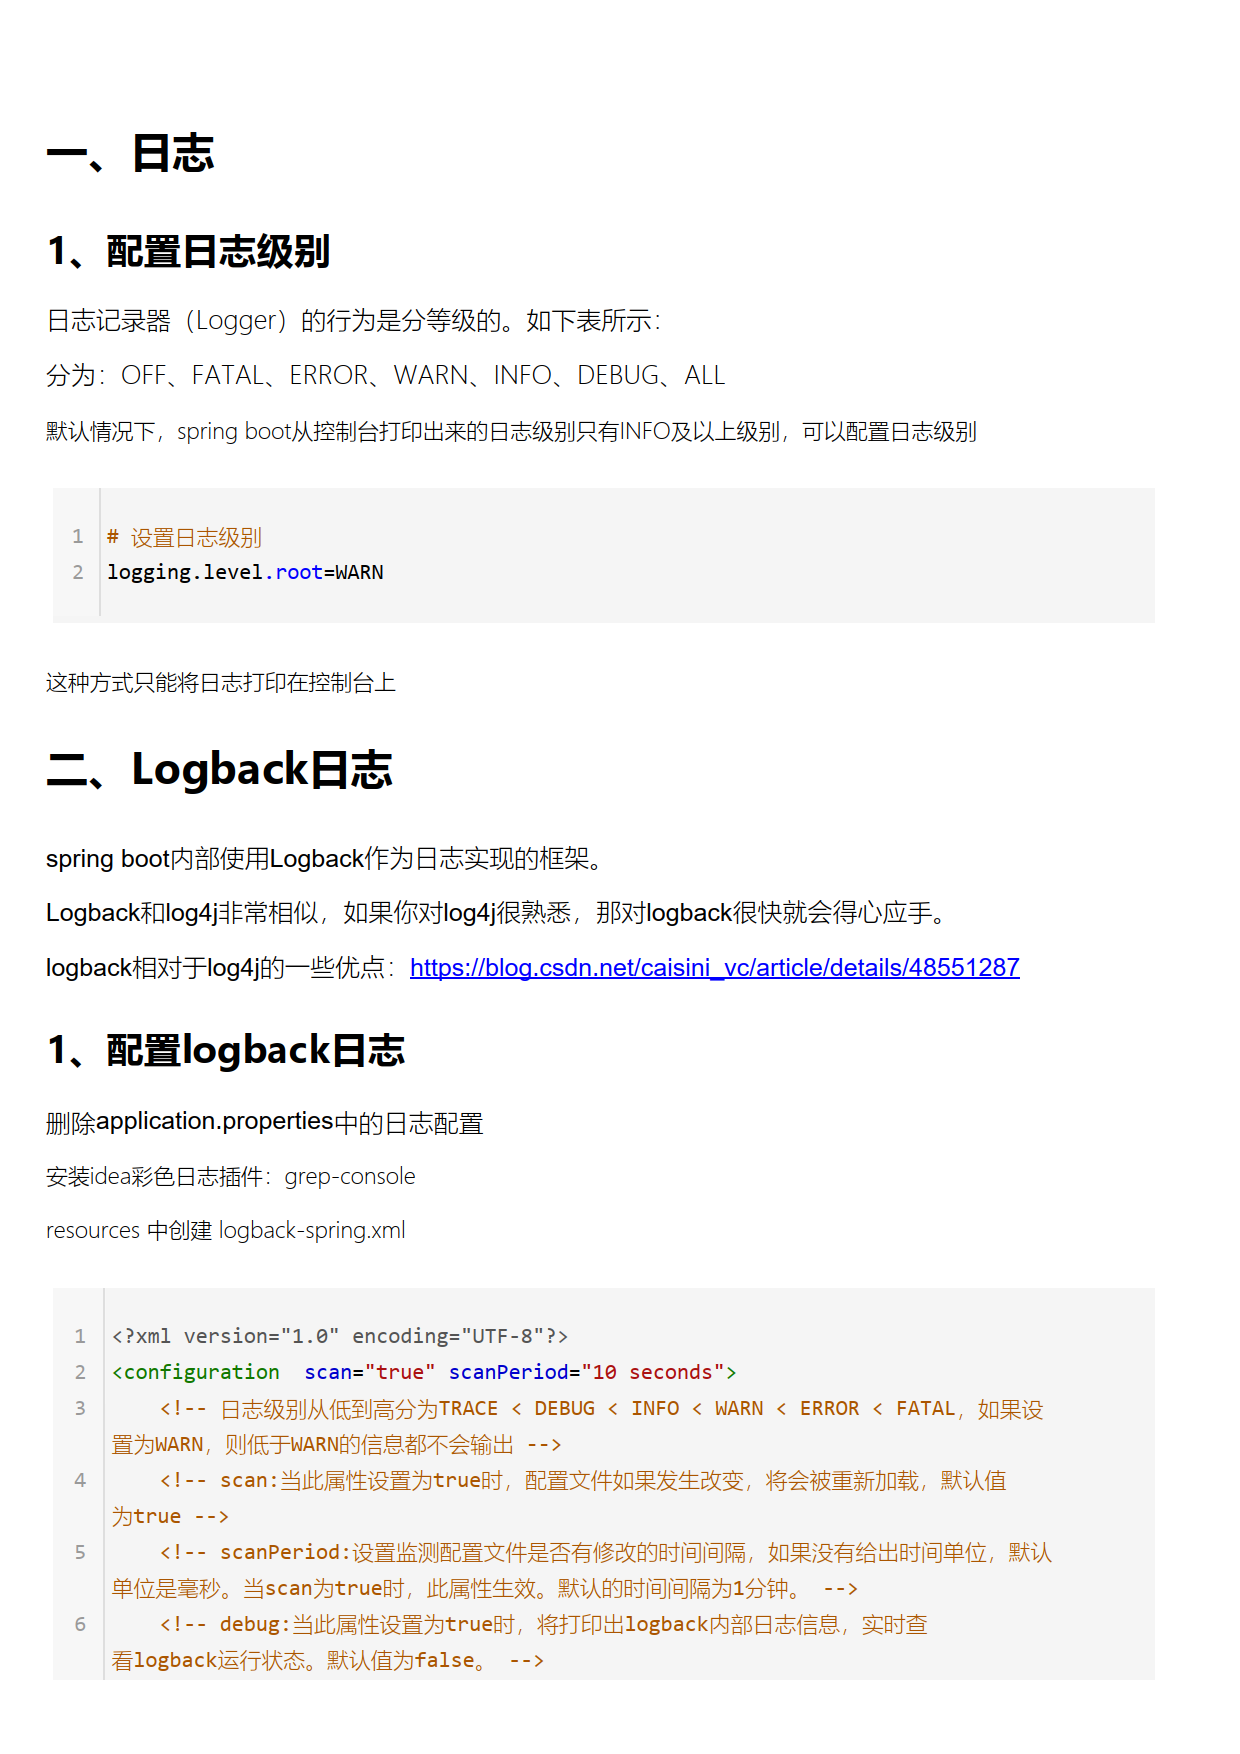 一、日志
1、配置日志级别
日志记录器（Logger）的行为是分等级的。如下表所示：
分为：OFF、FATAL、ERROR、WARN、INFO、DEBUG、ALL
默认情况下，spring boot从控制台打印出来的日志级别只有INFO及以上级别，可以配置日志级别
1 # 设置日志级别
2 logging.level.root=WARN
这种方式只能将日志打印在控制台上
二、Logback日志
spring boot内部使用Logback作为日志实现的框架。
Logback和log4j非常相似，如果你对log4j很熟悉，那对logback很快就会得心应手。
logback相对于log4j的一些优点：https://blog.csdn.net/caisini_vc/article/details/48551287
1、配置logback日志
删除application.properties中的日志配置
安装idea彩色日志插件：grep-console
resources 中创建 logback-spring.xml
1 <?xml version="1.0" encoding="UTF-8"?>
2 <configuration  scan="true" scanPeriod="10 seconds">
3     <!-- 日志级别从低到高分为TRACE < DEBUG < INFO < WARN < ERROR < FATAL，如果设
置为WARN，则低于WARN的信息都不会输出 -->
4     <!-- scan:当此属性设置为true时，配置文件如果发生改变，将会被重新加载，默认值
为true -->
5     <!-- scanPeriod:设置监测配置文件是否有修改的时间间隔，如果没有给出时间单位，默认
单位是毫秒。当scan为true时，此属性生效。默认的时间间隔为1分钟。 -->
6     <!-- debug:当此属性设置为true时，将打印出logback内部日志信息，实时查
看logback运行状态。默认值为false。 -->